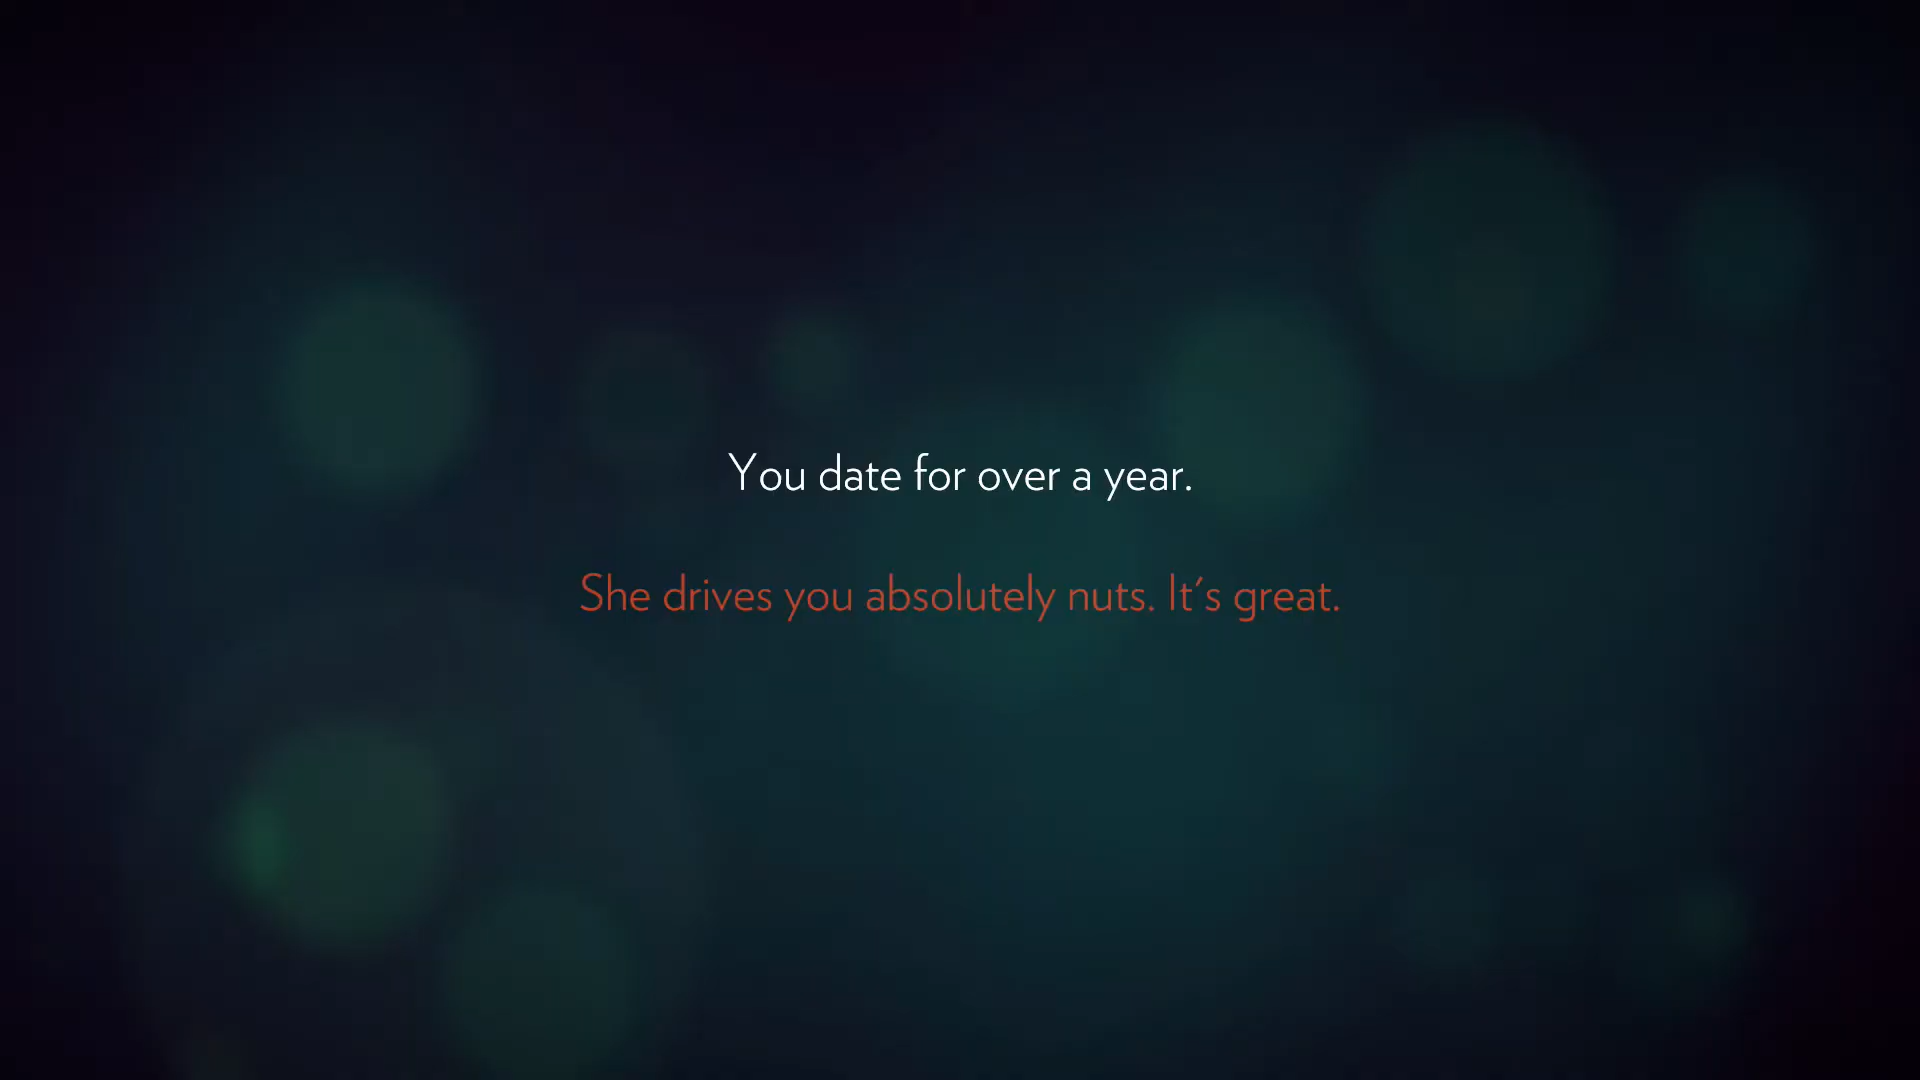 You date for over a year.
She drives you absolutely nuts. It's great.